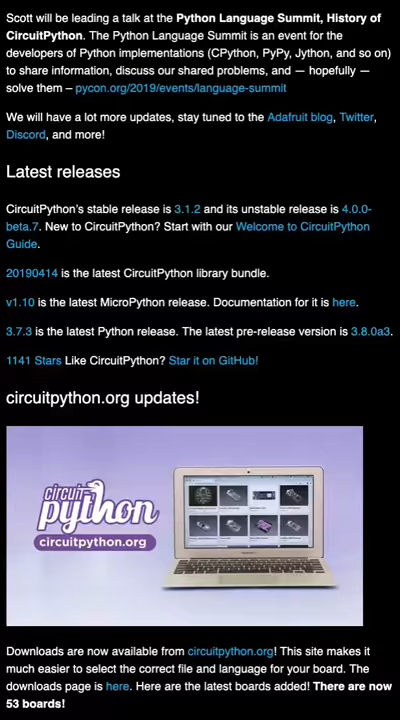 Scott will be leading a talk at the Python Language Summit, History of
CircuitPython. The Python Language Summit is an event for the
developers of Python implementations (CPython, PyPy, Jython, and so on)
to share information, discuss our shared problems, and — hopefully —
solve them – pycon.org/2019/events/language-summit
We will have a lot more updates, stay tuned to the Adafruit blog, Twitter,
Discord, and more!
Latest releases
CircuitPython's stable release is 3.1.2 and its unstable release is 4.0.0-
beta.7. New to CircuitPython? Start with our Welcome to CircuitPython
Guide.
20190414 is the latest CircuitPython library bundle.
v1.10 is the latest MicroPython release. Documentation for it is here.
3.7.3 is the latest Python release. The latest pre-release version is 3.8.0a3.
1141 Stars Like CircuitPython? Star it on GitHub!
circuitpython.org updates!
circuit
python
circuitpython.org
Downloads are now available from circuitpython.org! This site makes it
much easier to select the correct file and language for your board. The
downloads page is here. Here are the latest boards added! There are now
53 boards!